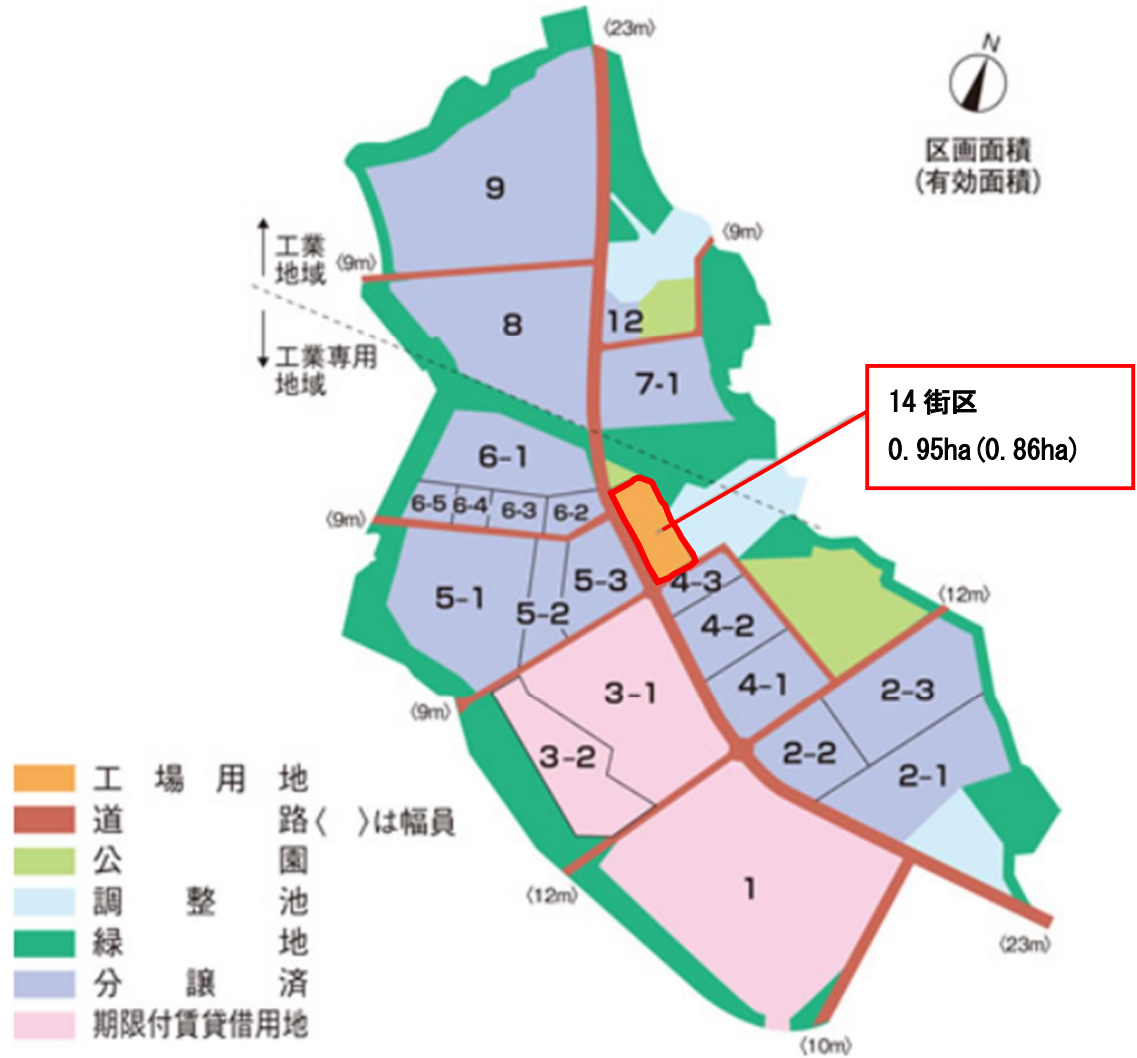 〈23m〉
N
区画面積
(有効面積)
9
工業
地域
〈9m〉
〈9m〉
8
12
工業専用
地域
7-1
14 街区
0.95ha(0.86ha)
6-1
6-5
6-4
6-3
6-2
〈9m〉
5-3
4-3
5-1
5-2
4-2
〈12m〉
4-1
2-3
3-1
〈9m〉
3-2
2-2
2-1
工場用地
道路〈 〉は幅員
公園
調整池
緑地
分譲済
期限付賃貸借用地
1
〈12m〉
〈23m〉
〈10m〉